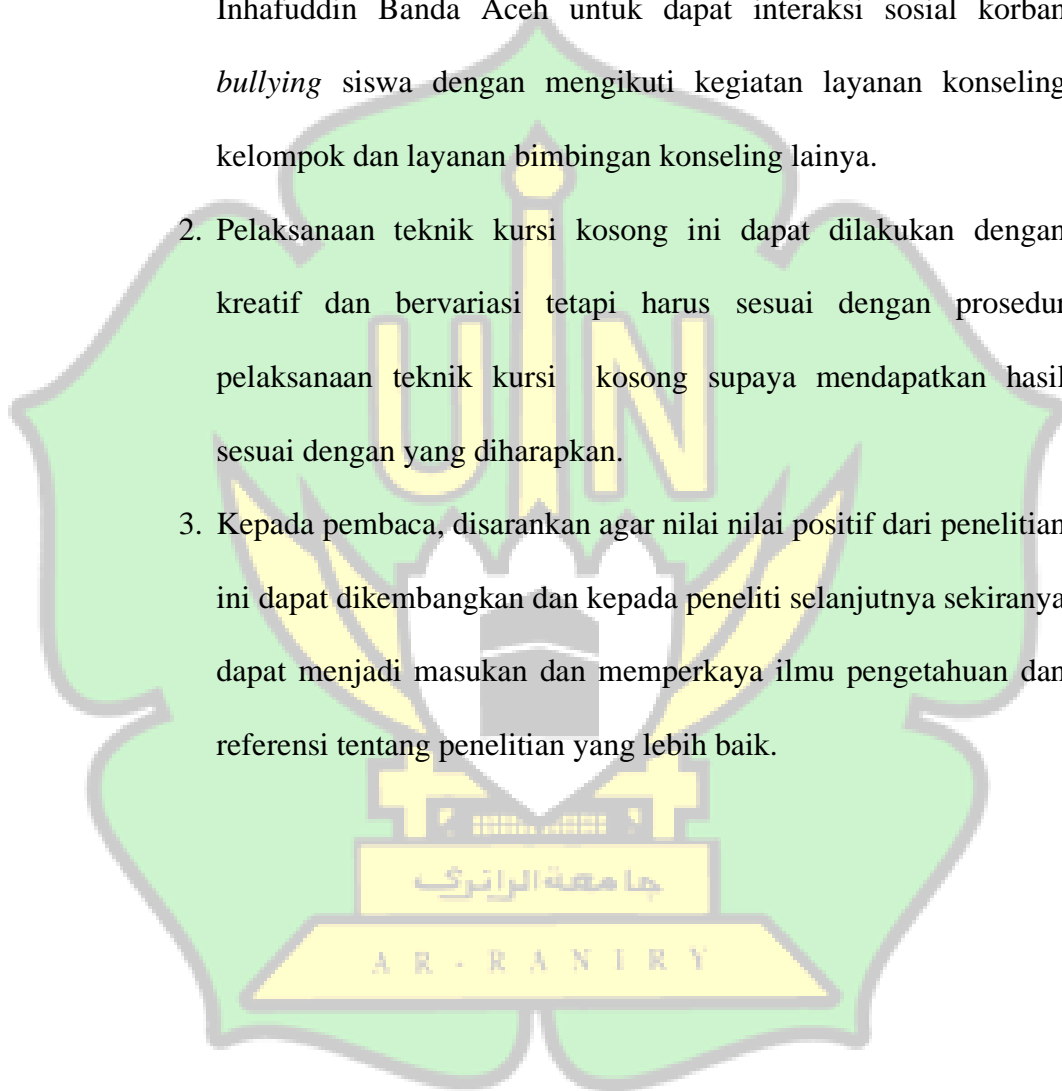 Inhafuddin Banda Aceh untuk dapat interaksi sosial korban
bullying siswa dengan mengikuti kegiatan layanan konseling
kelompok dan layanan bimbingan konseling lainya.
2. Pelaksanaan teknik kursi kosong ini dapat dilakukan dengan
kreatif dan bervariasi tetapi harus sesuai dengan prosedur
pelaksanaan teknik kursi kosong supaya mendapatkan hasil
sesuai dengan yang diharapkan.
3. Kepada pembaca, disarankan agar nilai nilai positif dari penelitian
ini dapat dikembangkan dan kepada peneliti selanjutnya sekiranya
dapat menjadi masukan dan memperkaya ilmu pengetahuan dan
referensi tentang penelitian yang lebih baik.
UIN
جامعة الرانري
AR-RANIRY